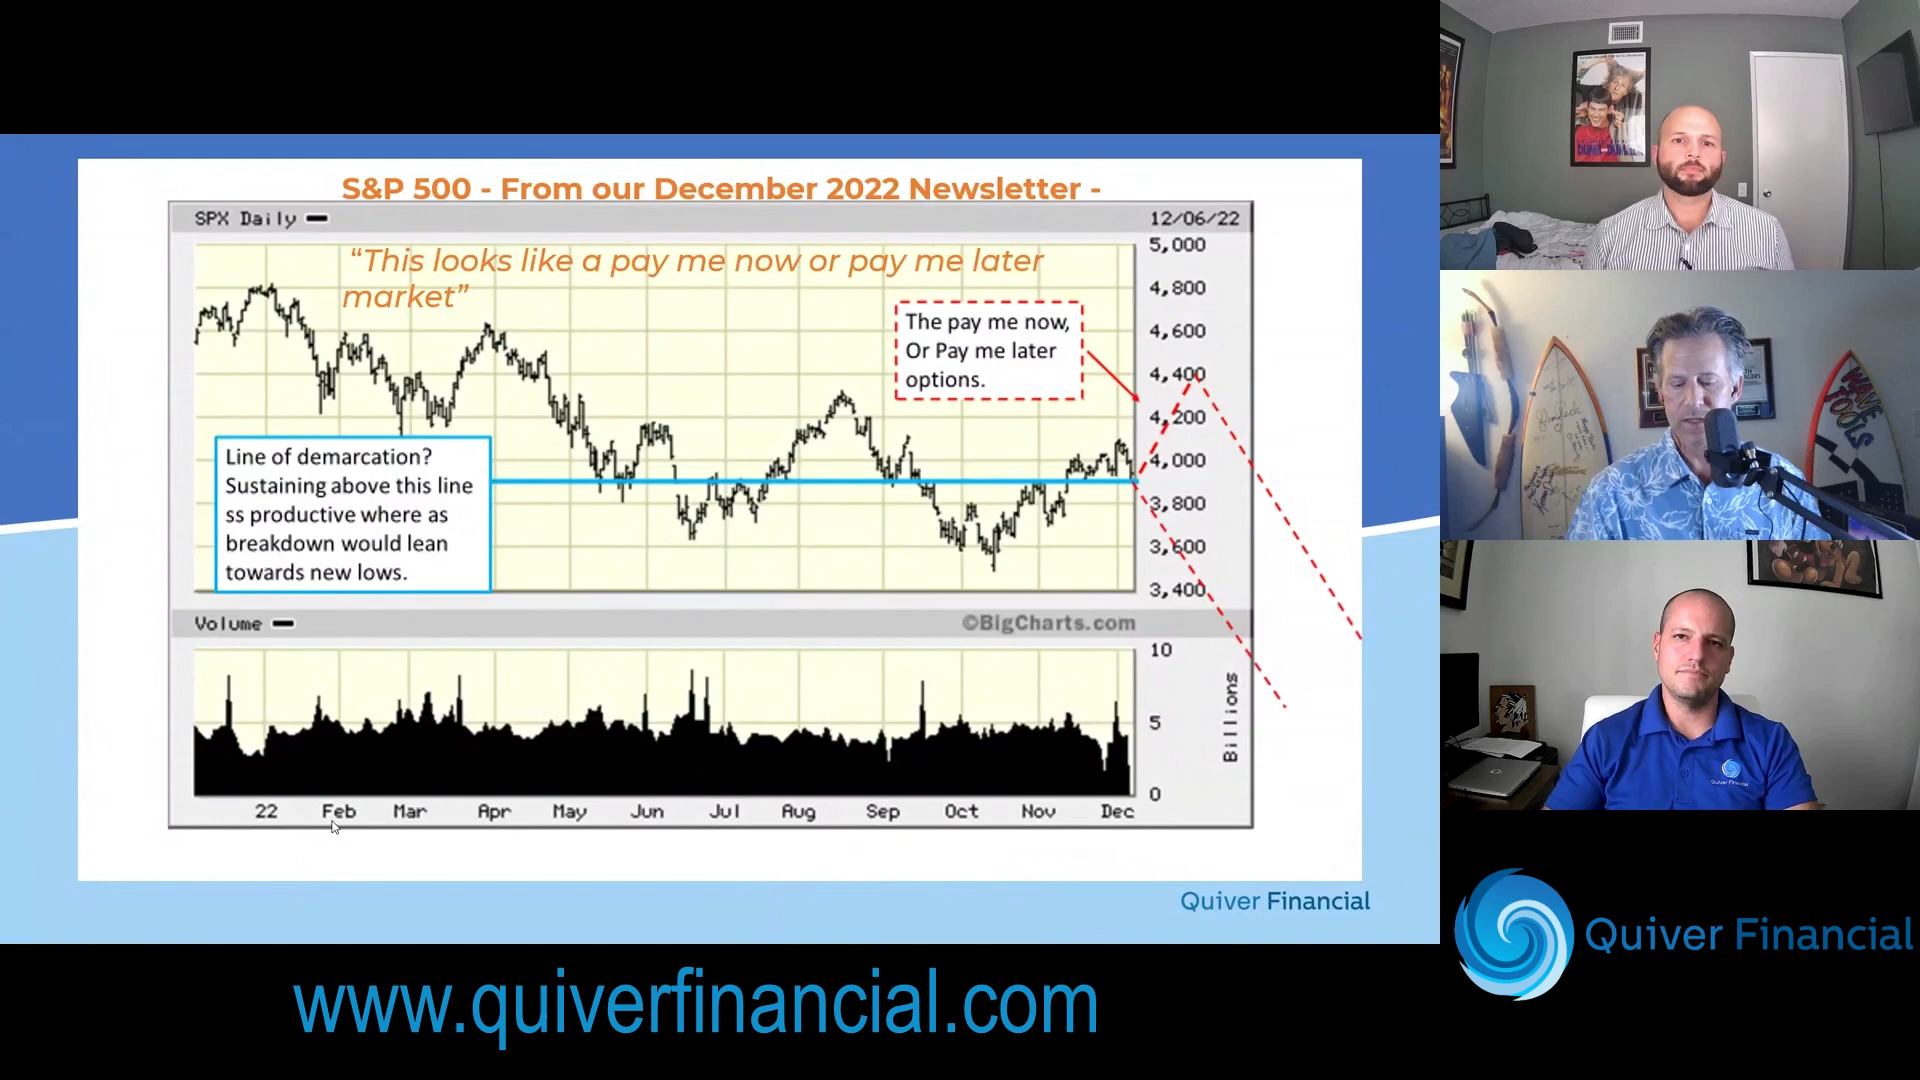 S&P 500 - From our December 2022 Newsletter -
SPX Daily
12/06/22
“This looks like a pay me now or pay me later
market”
5,000
4,800
4,600
4,400
4,200
4,000
3,800
3,600
3,400
The pay me now,
Or Pay me later
options.
Line of demarcation?
Sustaining above this line
ss productive where as
breakdown would lean
towards new lows.
Volume
©BigCharts.com
10
5
0
Billions
22 Feb Mar Apr May Jun Jul Aug Sep Oct Nov Dec
Quiver Financial
www.quiverfinancial.com
WAVE
TOOLS
Quiver Financial
Quiver Financial